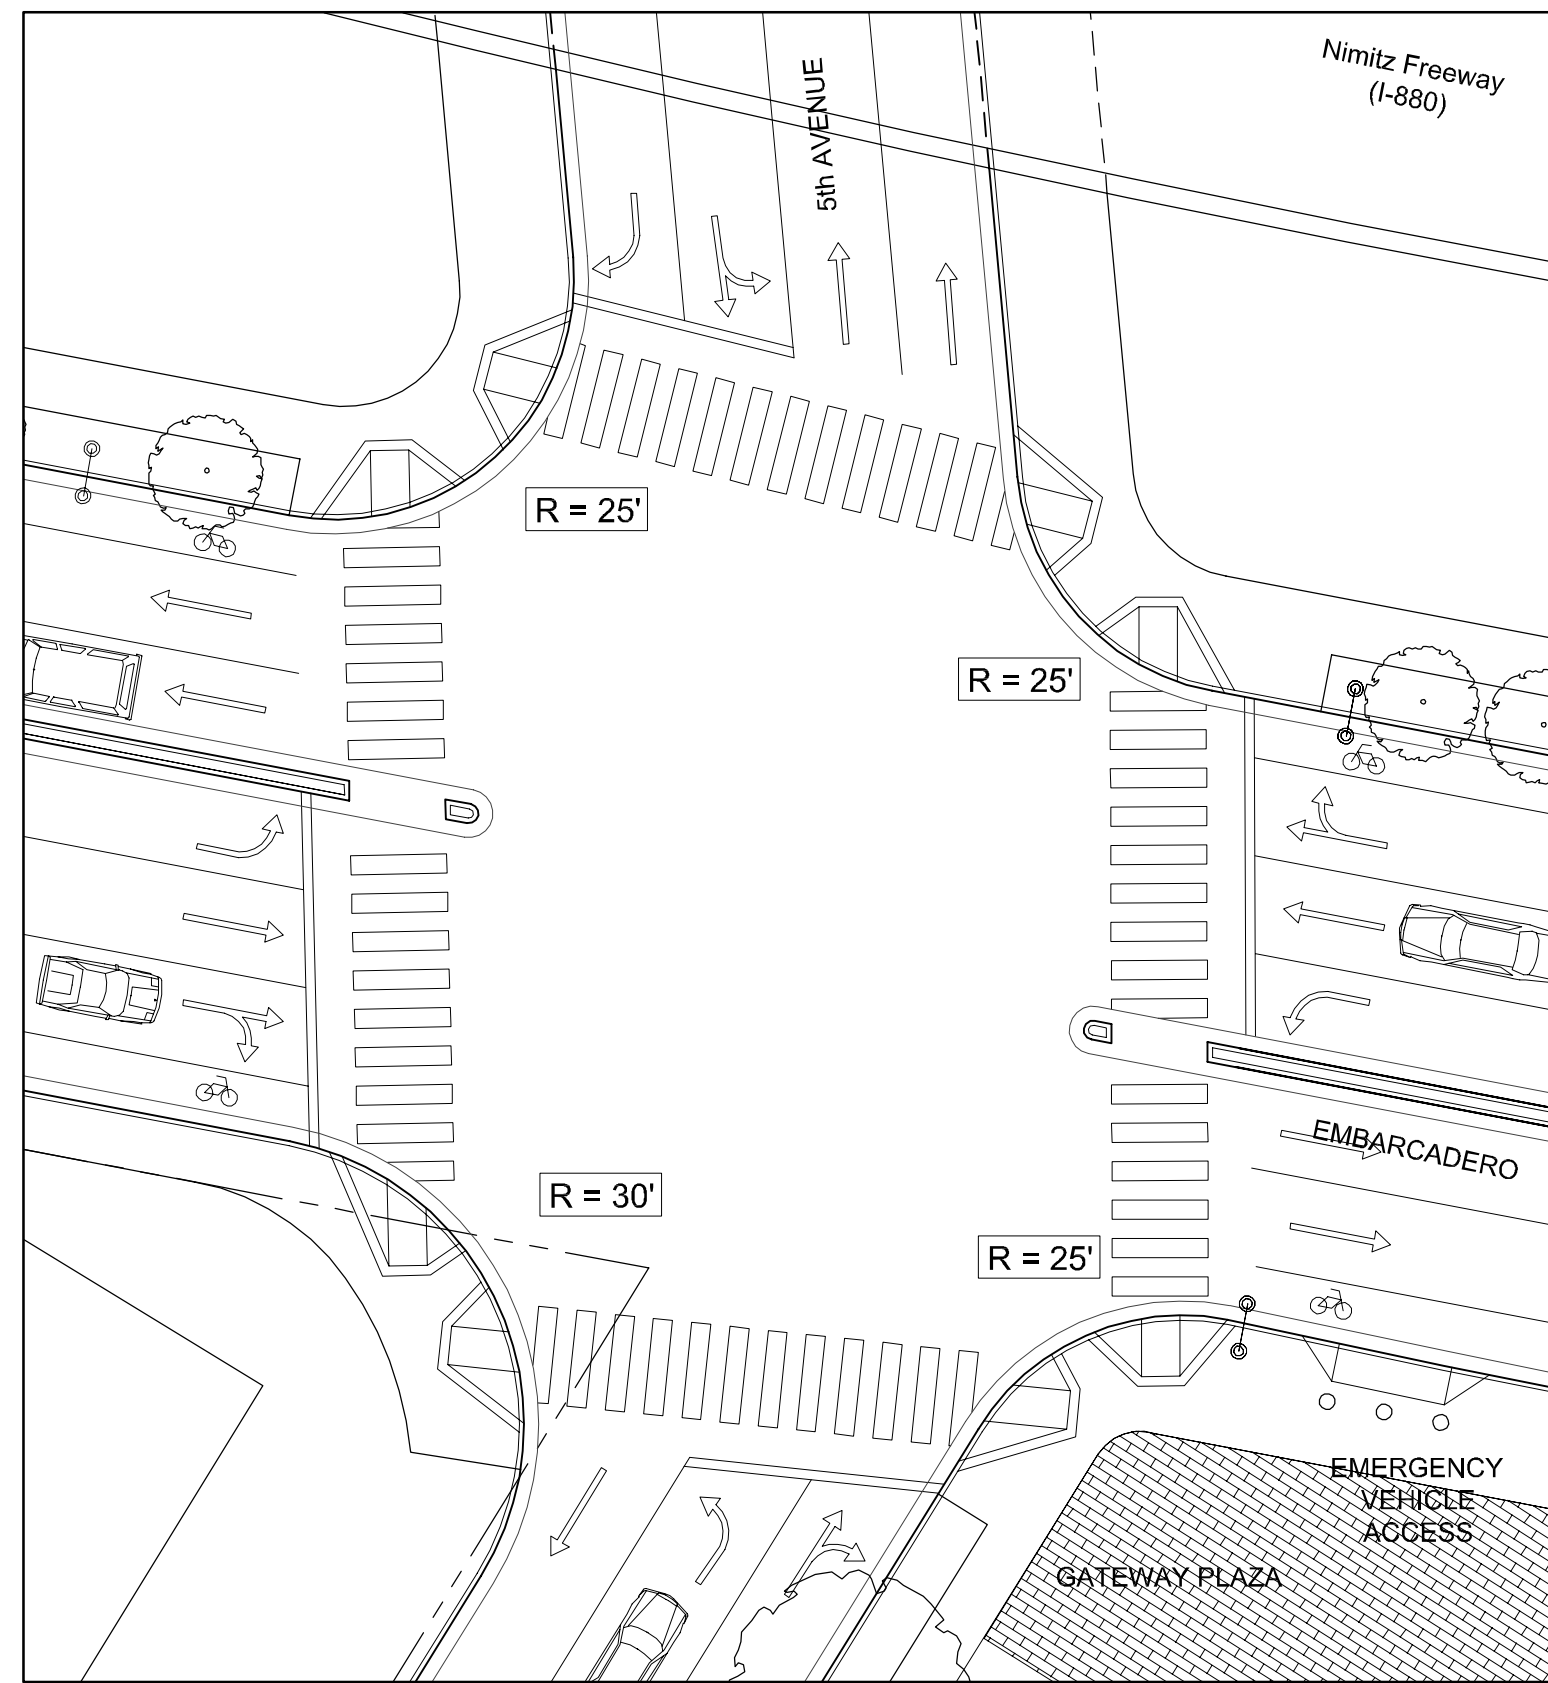 Nimitz Freeway
(I-880)
5th AVENUE
R = 25'
R = 25'
EMBARCADERO
R = 30'
R = 25'
EMERGENCY
VEHICLE
ACCESS
GATEWAY PLAZA